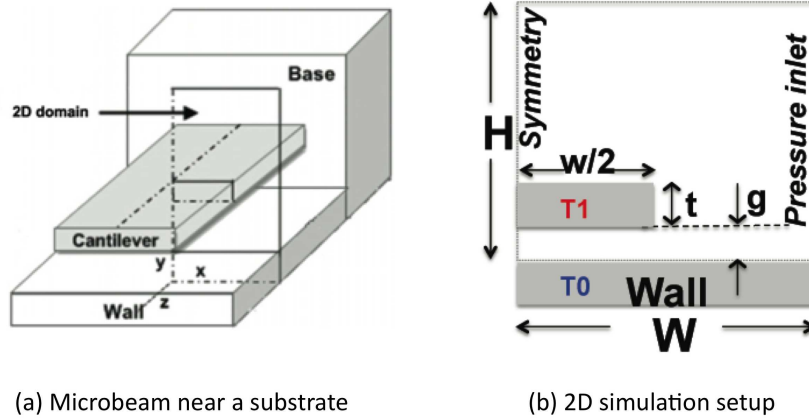 Base
2D domain
Cantilever
y
x
z
Wall
(a) Microbeam near a substrate
Symmetry
Pressure inlet
H
w/2
T1
t
g
T0
Wall
W
(b) 2D simulation setup